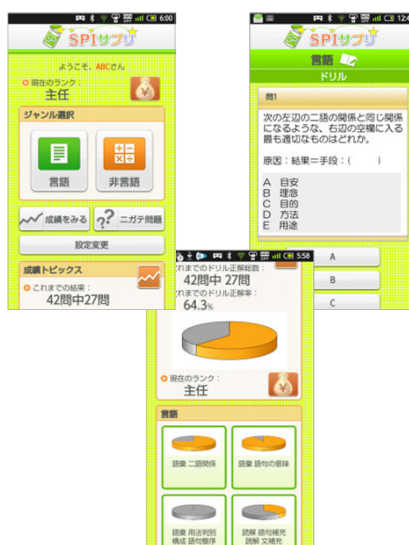 6:00
SPIサプリ
ようこそ、ABCさん
現在のランク：
主任
ジャンル選択
言語
非言語
成績をみる
ニガテ問題
設定変更
成績トピックス
これまでの結果：
42問中27問
SPIサプリ
言語
ドリル
問1
次の左辺の二語の関係と同じ関係
になるような、右辺の空欄に入る
最も適切なものはどれか。
原因：結果＝手段：(　　)
A 目安
B 理念
C 目的
D 方法
E 用途
A
B
C
5:58
これまでのドリル正解総数：
42問中 27問
これまでのドリル正解率：
64.3%
現在のランク：
主任
言語
語彙 二語関係
語彙 語句の意味
語彙 用法判別
構成 語句整序
読解 語句補充
読解 文補充